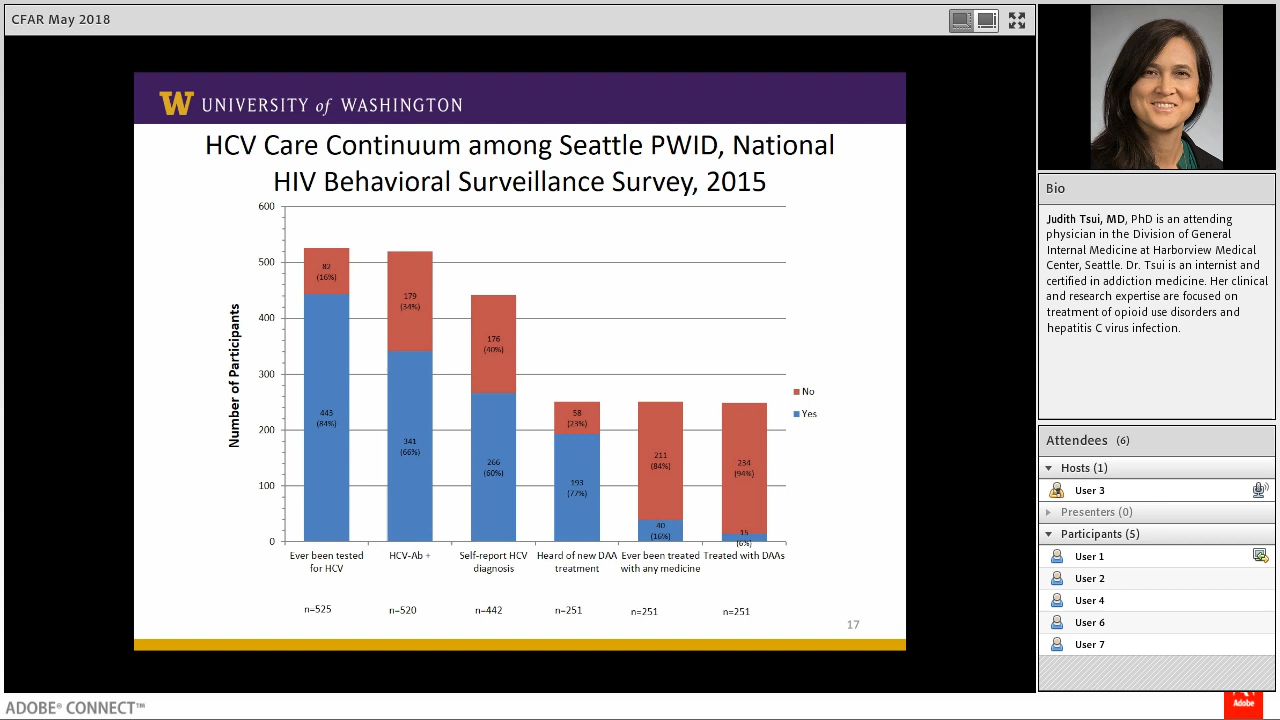 CFAR May 2018
W UNIVERSITY of WASHINGTON
HCV Care Continuum among Seattle PWID, National
HIV Behavioral Surveillance Survey, 2015
Number of Participants
600
500
400
300
200
100
0
82
(16%)
443
(84%)
179
(34%)
341
(66%)
176
(40%)
266
(60%)
58
(23%)
193
(77%)
211
(84%)
40
(16%)
234
(94%)
15
(6%)
No
Yes
Ever been tested
for HCV
HCV-Ab +
Self-report HCV
diagnosis
Heard of new DAA
treatment
Ever been treated
with any medicine
Treated with DAAs
n=525
n=520
n=442
n=251
n=251
n=251
17
Bio
Judith Tsui, MD, PhD is an attending
physician in the Division of General
Internal Medicine at Harborview Medical
Center, Seattle. Dr. Tsui is an internist and
certified in addiction medicine. Her clinical
and research expertise are focused on
treatment of opioid use disorders and
hepatitis C virus infection.
Attendees (6)
Hosts (1)
User 3
Presenters (0)
Participants (5)
User 1
User 2
User 4
User 6
User 7
ADOBE® CONNECT™
Adobe